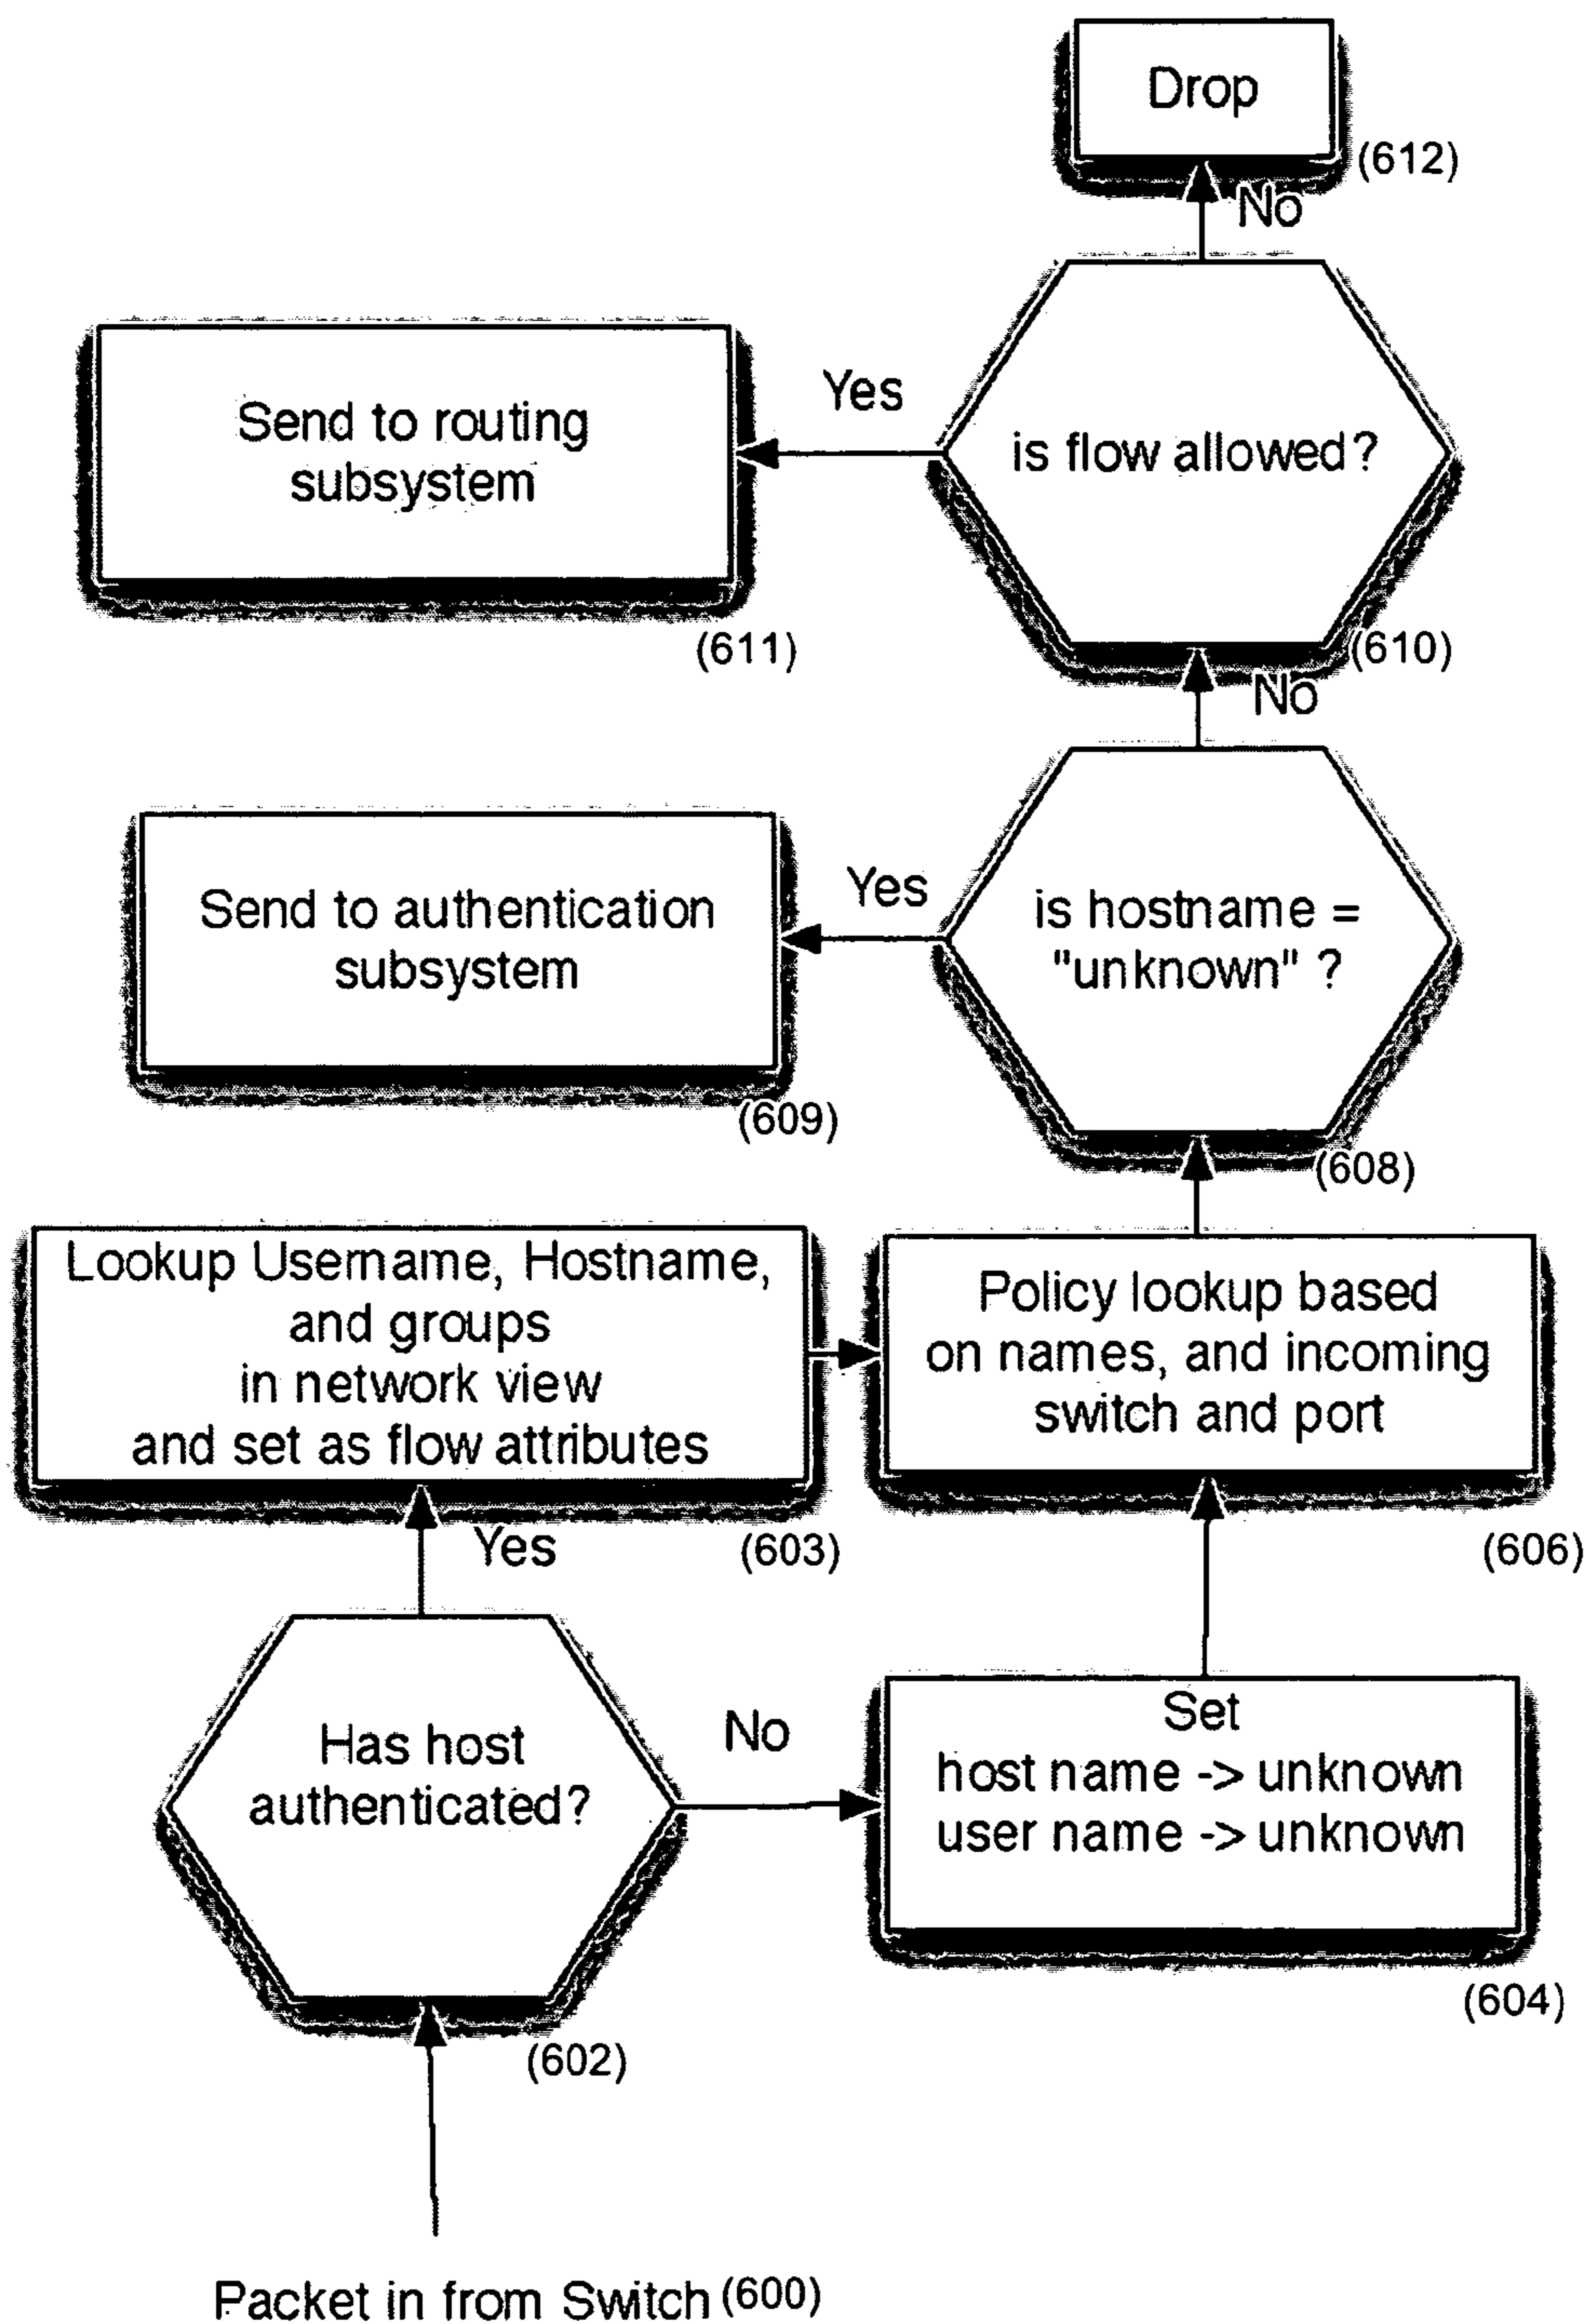 Drop
(612)
No
is flow allowed?
(610)
Yes
Send to routing
subsystem
(611)
No
is hostname =
"unknown" ?
(608)
Yes
Send to authentication
subsystem
(609)
Lookup Username, Hostname,
and groups
in network view
and set as flow attributes
(603)
Policy lookup based
on names, and incoming
switch and port
(606)
Yes
Has host
authenticated?
(602)
No
Set
host name -> unknown
user name -> unknown
(604)
Packet in from Switch (600)